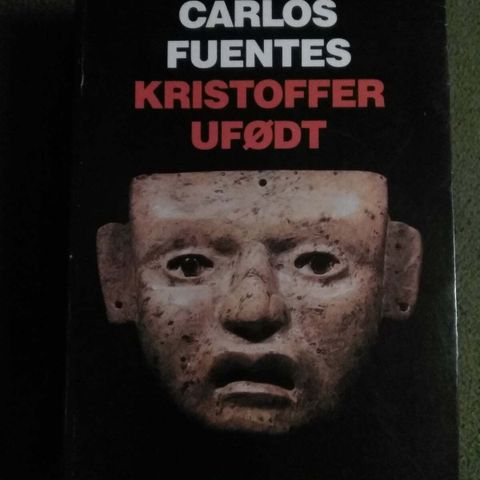 CARLOS
FUENTES
KRISTOFFER
UFØDT